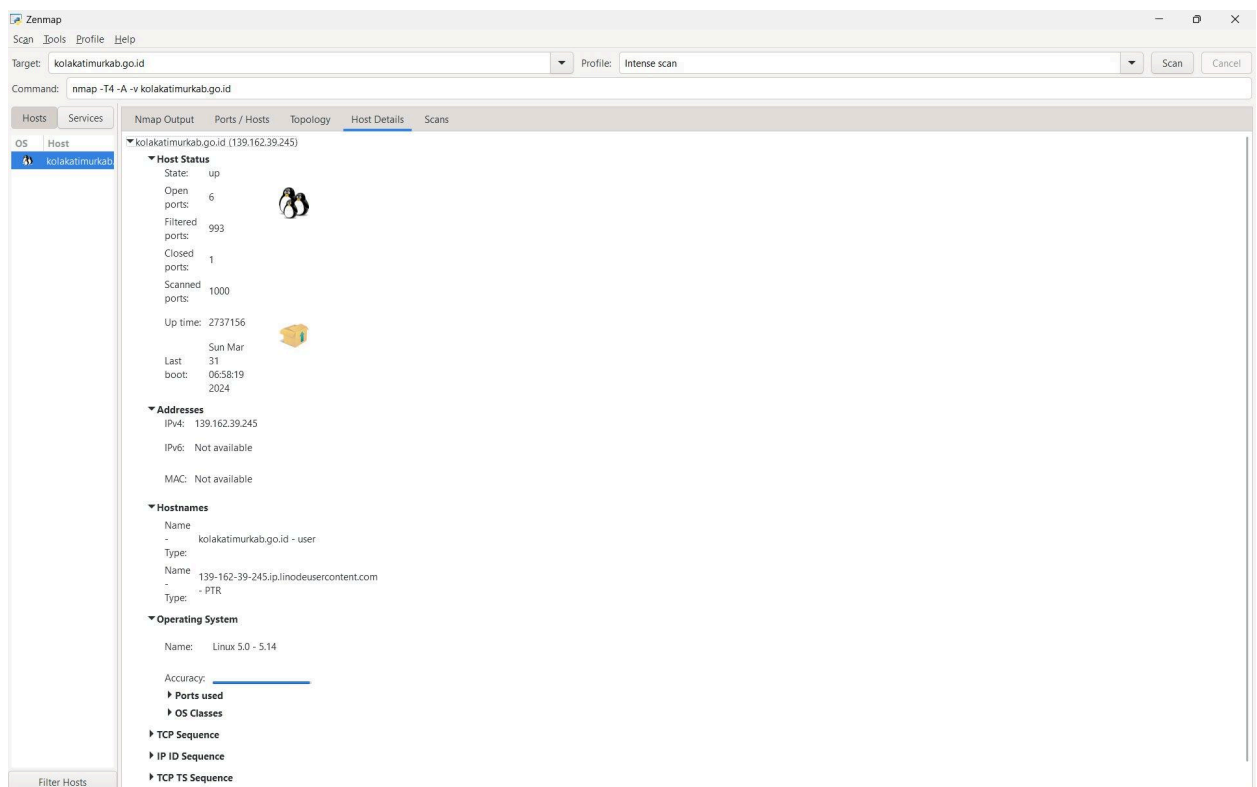 Zenmap
Scan Tools Profile Help
Target: kolakatimurkab.go.id Profile: Intense scan Scan Cancel
Command: nmap -T4 -A -v kolakatimurkab.go.id
Hosts Services Nmap Output Ports / Hosts Topology Host Details Scans
OS Host
kolakatimurkab.
kolakatimurkab.go.id (139.162.39.245)
Host Status
State: up
Open
ports: 6
Filtered
ports: 993
Closed
ports: 1
Scanned
ports: 1000
Up time: 2737156
Last
boot: Sun Mar
31
06:58:19
2024
Addresses
IPv4: 139.162.39.245
IPv6: Not available
MAC: Not available
Hostnames
Name
-
Type: kolakatimurkab.go.id - user
Name
-
Type: 139-162-39-245.ip.linodeusercontent.com
- PTR
Operating System
Name: Linux 5.0 - 5.14
Accuracy:
Ports used
OS Classes
TCP Sequence
IP ID Sequence
TCP TS Sequence
Filter Hosts